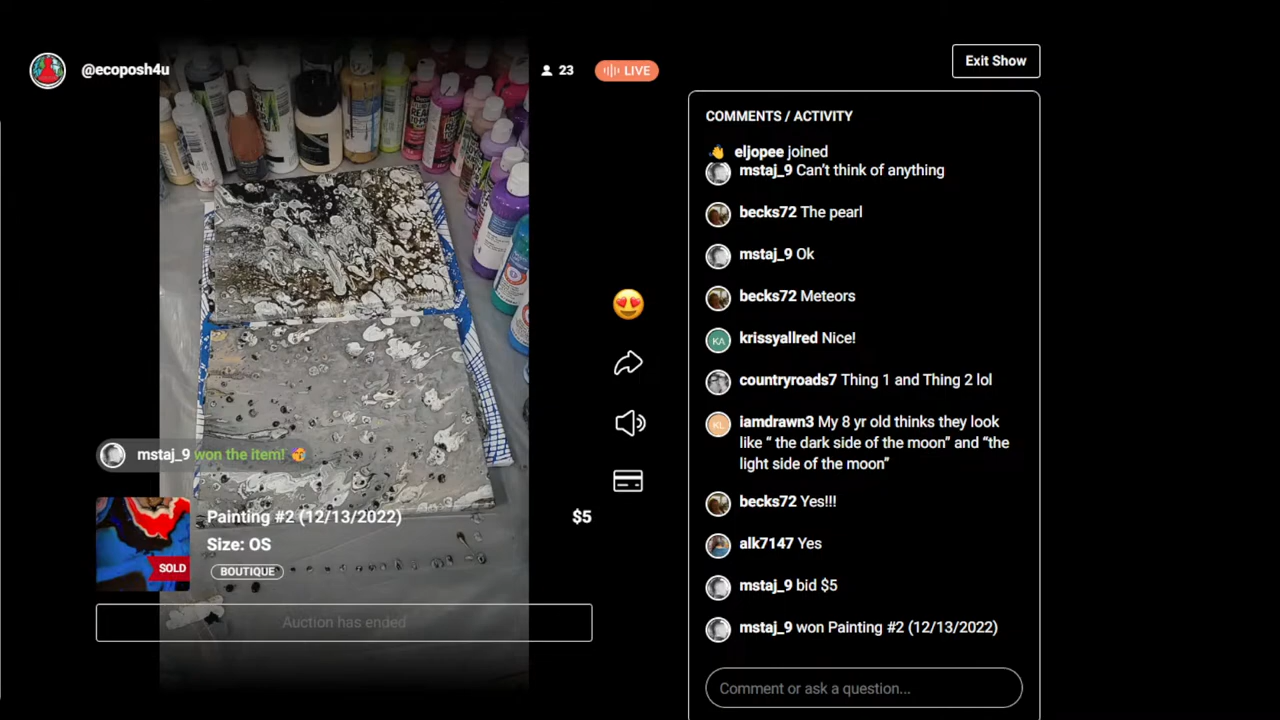 @ecoposh4u
23
LIVE
Exit Show
COMMENTS / ACTIVITY
eljopee joined
mstaj_9 Can't think of anything
becks72 The pearl
mstaj_9 Ok
becks72 Meteors
KA
krissyallred Nice!
countryroads7 Thing 1 and Thing 2 lol
KL
iamdrawn3 My 8 yr old thinks they look
like “ the dark side of the moon” and “the
light side of the moon”
becks72 Yes!!!
alk7147 Yes
mstaj_9 bid $5
mstaj_9 won Painting #2 (12/13/2022)
Comment or ask a question...
mstaj_9 won the item!
Painting #2 (12/13/2022)
$5
Size: OS
SOLD
BOUTIQUE
Auction has ended